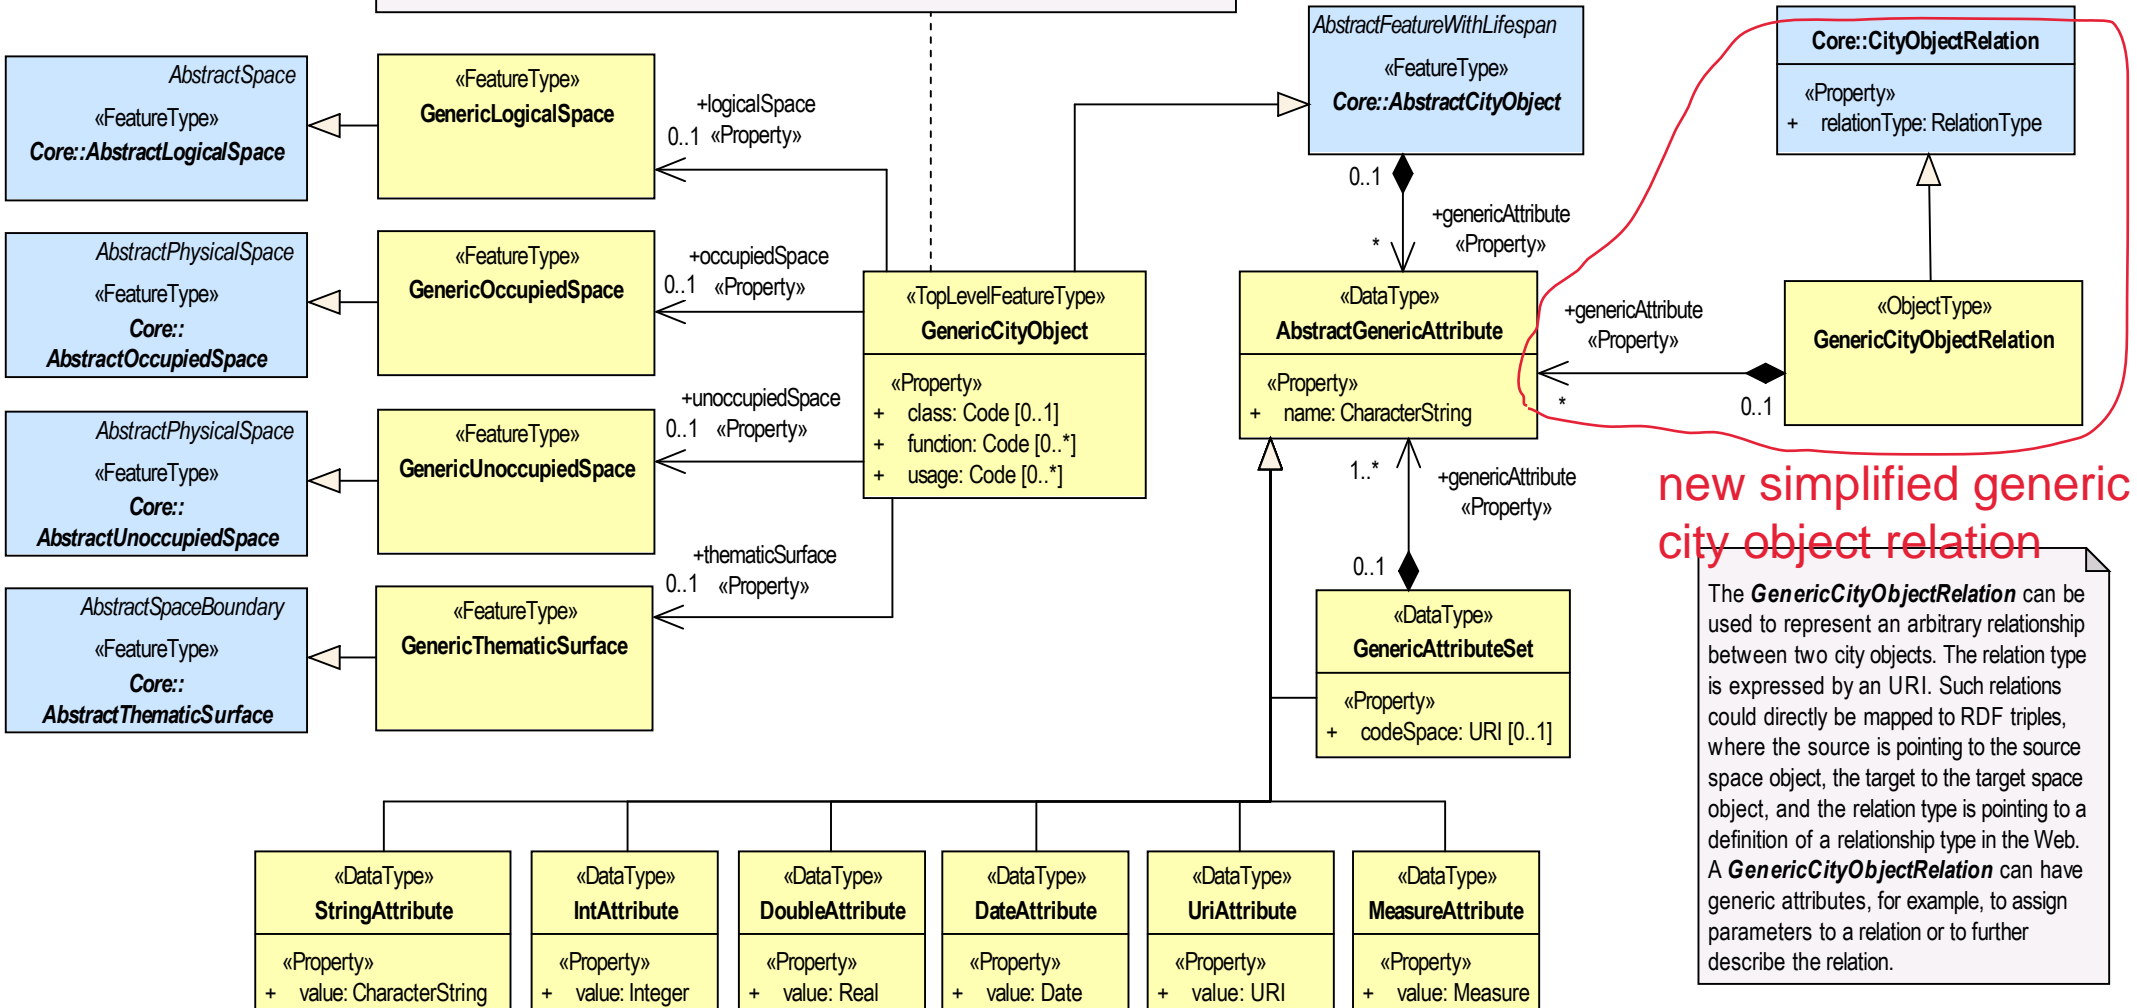 AbstractSpace
«FeatureType»
Core::AbstractLogicalSpace
«FeatureType»
GenericLogicalSpace
+logicalSpace
0..1 «Property»
AbstractFeatureWithLifespan
«FeatureType»
Core::AbstractCityObject
Core::CityObjectRelation
«Property»
+ relationType: RelationType
0..1
+genericAttribute
«Property»
*
AbstractPhysicalSpace
«FeatureType»
Core::
AbstractOccupiedSpace
«FeatureType»
GenericOccupiedSpace
+occupiedSpace
0..1 «Property»
«TopLevelFeatureType»
GenericCityObject
«Property»
+ class: Code [0..1]
+ function: Code [0..*]
+ usage: Code [0..*]
«DataType»
AbstractGenericAttribute
«Property»
+ name: CharacterString
+genericAttribute
«Property»
*
0..1
«ObjectType»
GenericCityObjectRelation
AbstractPhysicalSpace
«FeatureType»
Core::
AbstractUnoccupiedSpace
«FeatureType»
GenericUnoccupiedSpace
+unoccupiedSpace
0..1 «Property»
1..*
+genericAttribute
«Property»
0..1
new simplified generic
city object relation
AbstractSpaceBoundary
«FeatureType»
Core::
AbstractThematicSurface
«FeatureType»
GenericThematicSurface
+thematicSurface
0..1 «Property»
«DataType»
GenericAttributeSet
«Property»
+ codeSpace: URI [0..1]
The GenericCityObjectRelation can be
used to represent an arbitrary relationship
between two city objects. The relation type
is expressed by an URI. Such relations
could directly be mapped to RDF triples,
where the source is pointing to the source
space object, the target to the target space
object, and the relation type is pointing to a
definition of a relationship type in the Web.
A GenericCityObjectRelation can have
generic attributes, for example, to assign
parameters to a relation or to further
describe the relation.
«DataType»
StringAttribute
«Property»
+ value: CharacterString
«DataType»
IntAttribute
«Property»
+ value: Integer
«DataType»
DoubleAttribute
«Property»
+ value: Real
«DataType»
DateAttribute
«Property»
+ value: Date
«DataType»
UriAttribute
«Property»
+ value: URI
«DataType»
MeasureAttribute
«Property»
+ value: Measure